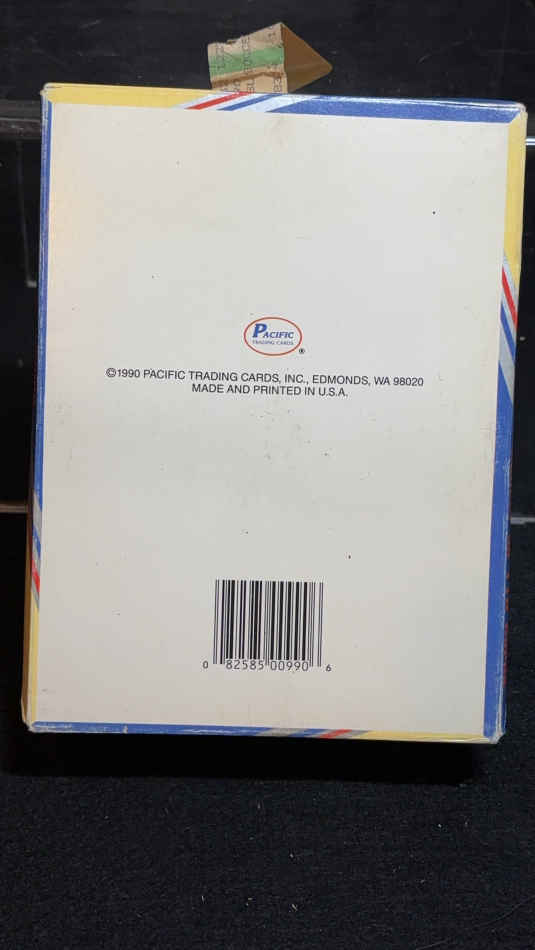 PACIFIC
TRADING CARDS
®
©1990 PACIFIC TRADING CARDS, INC., EDMONDS, WA 98020
MADE AND PRINTED IN U.S.A.
0 82585 00990 6